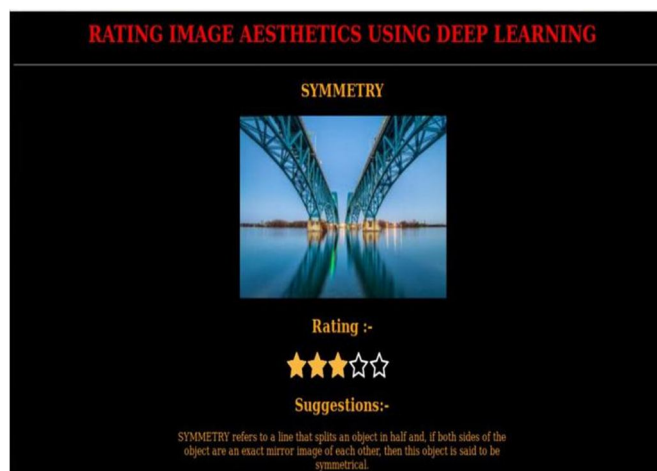 RATING IMAGE AESTHETICS USING DEEP LEARNING
SYMMETRY
Rating :-
Suggestions:-
SYMMETRY refers to a line that splits an object in half and, if both sides of the
object are an exact mirror image of each other, then this object is said to be
symmetrical.